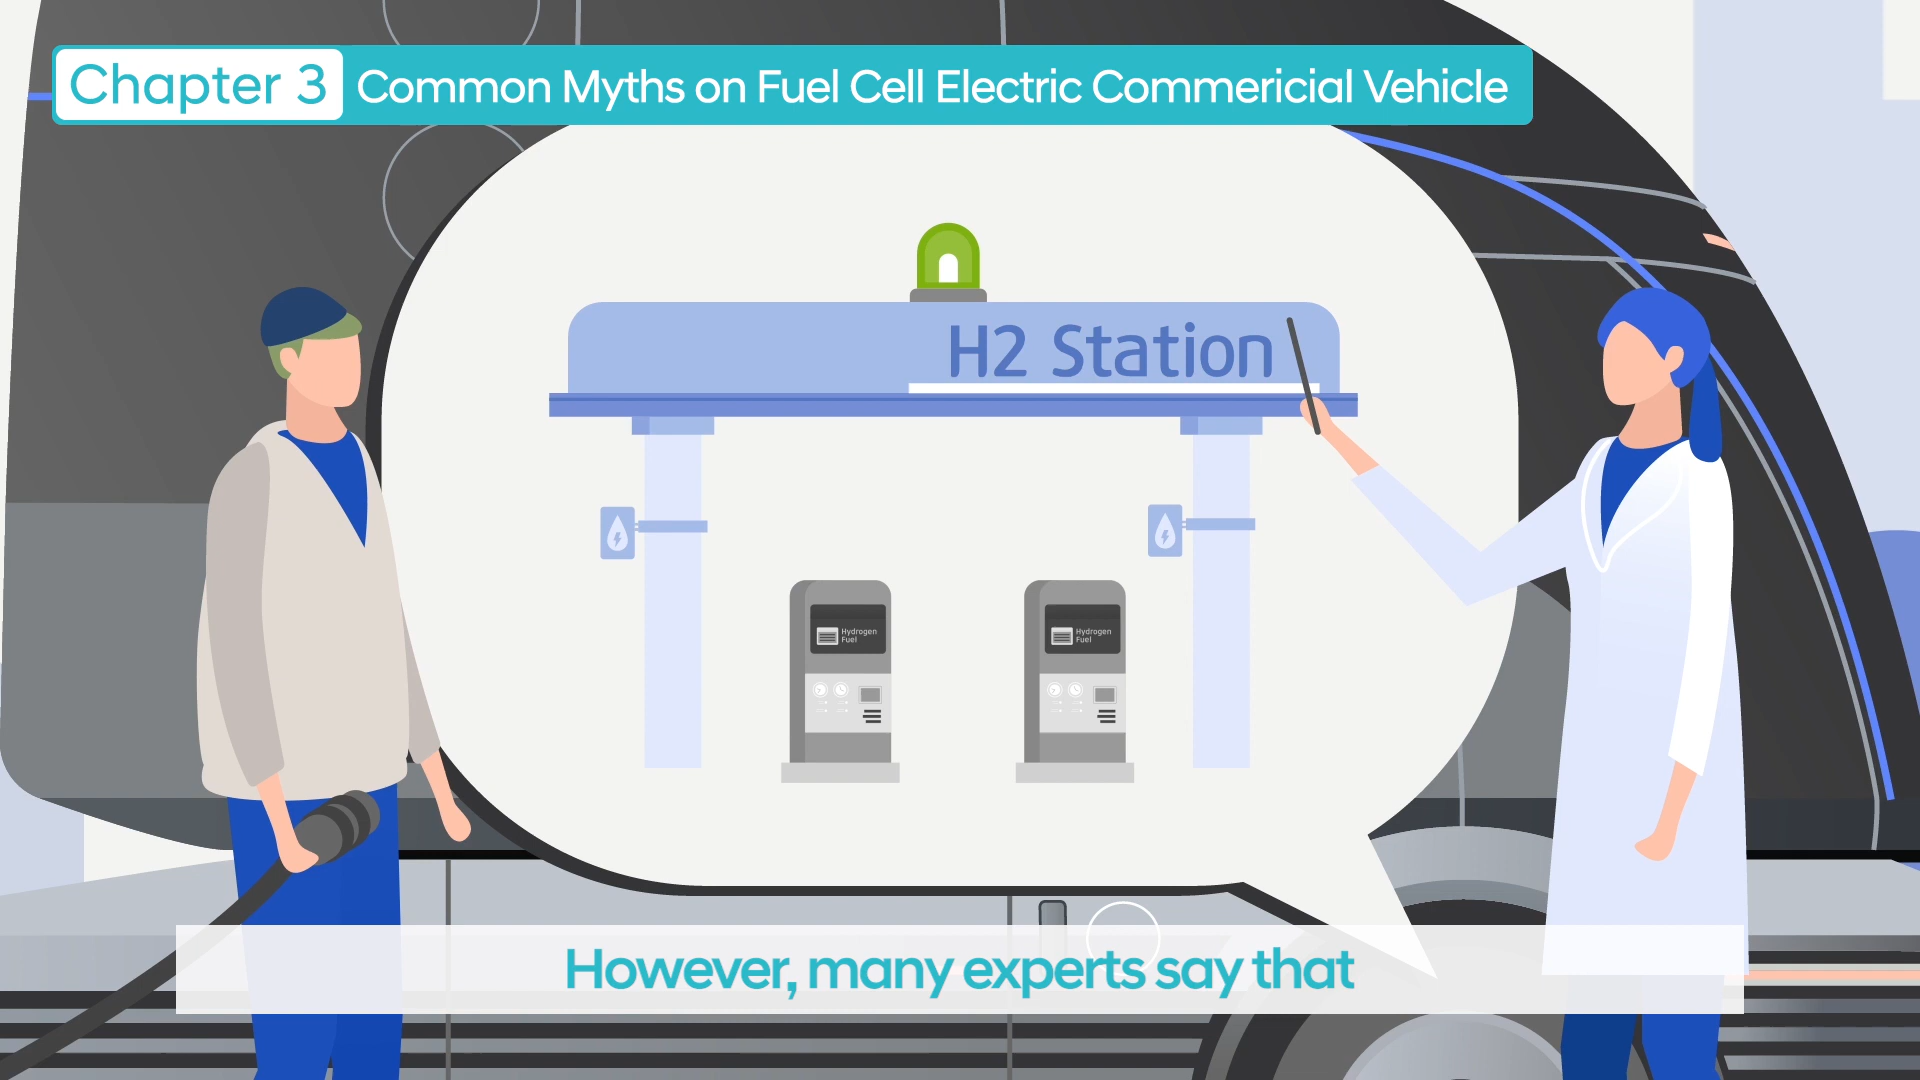 Chapter 3 Common Myths on Fuel Cell Electric Commericial Vehicle
H2 Station
Hydrogen
Fuel
Hydrogen
Fuel
However, many experts say that